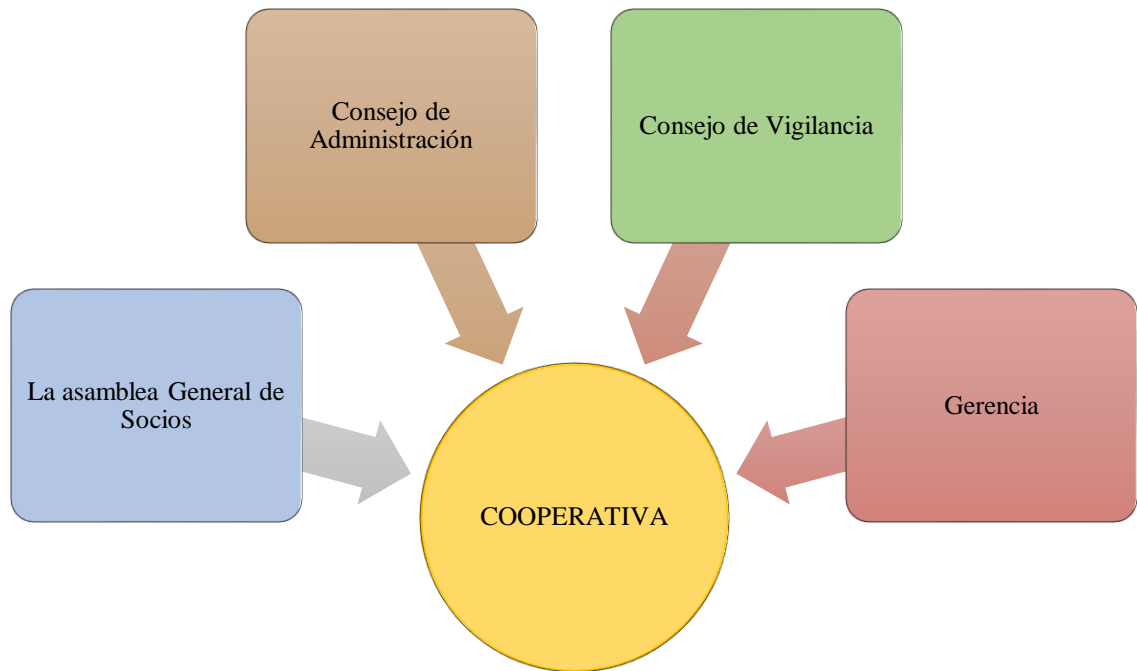 Consejo de
Administración
Consejo de Vigilancia
La asamblea General de
Socios
Gerencia
COOPERATIVA